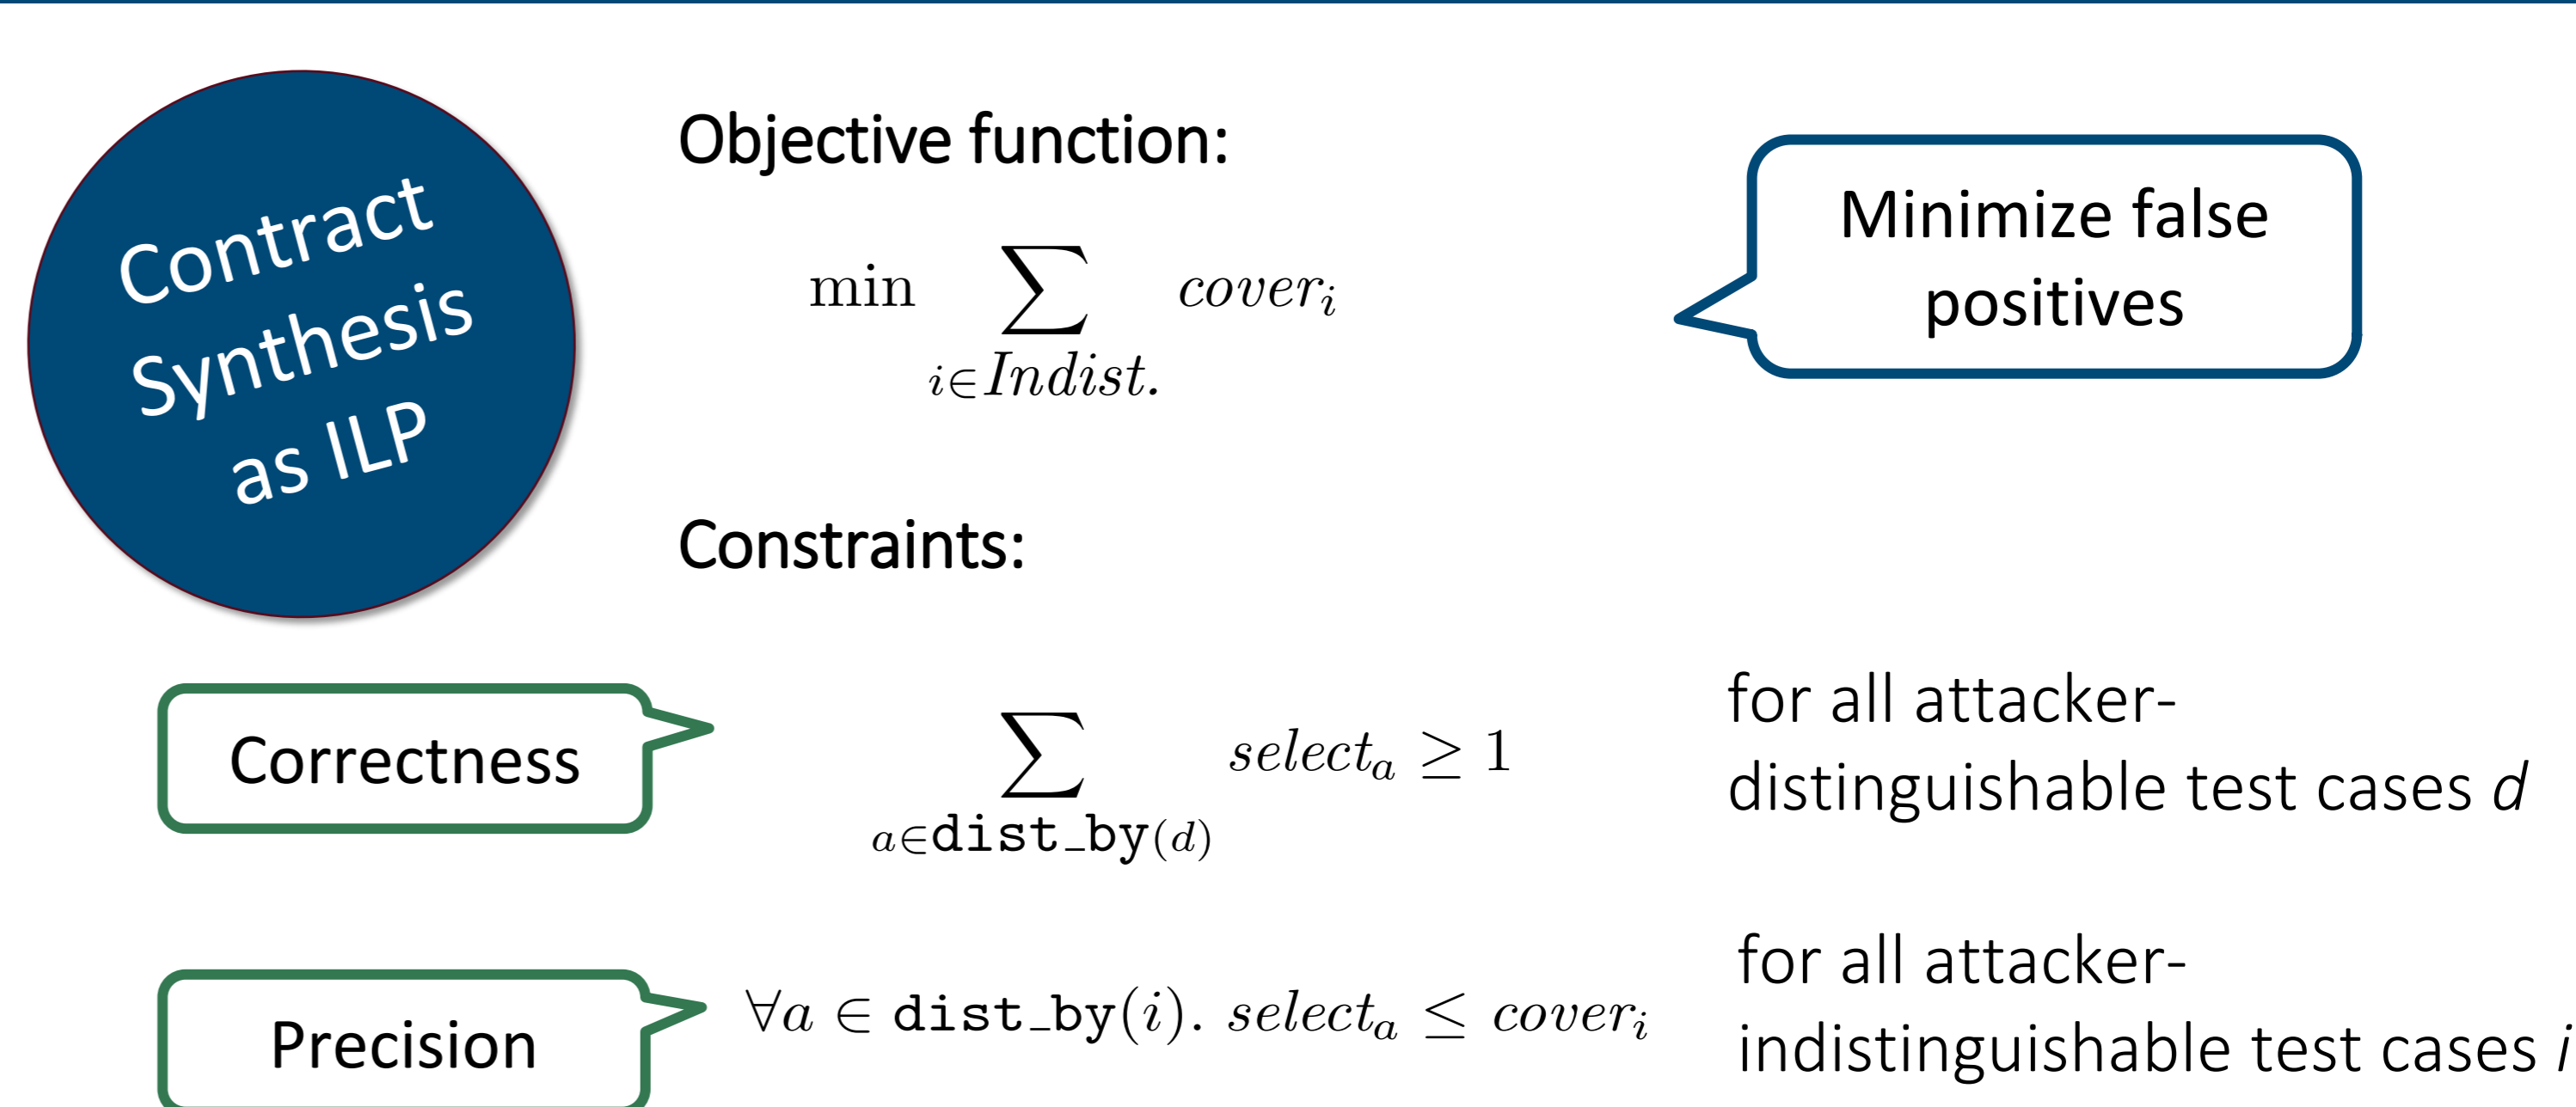 Contract
Synthesis
as ILP
Objective function:
min ∑ cover_i
i∈Indist.
Minimize false
positives
Constraints:
Correctness
∑ select_a ≥ 1
a∈dist_by(d)
for all attacker-
distinguishable test cases d
Precision
∀a ∈ dist_by(i). select_a ≤ cover_i
for all attacker-
indistinguishable test cases i